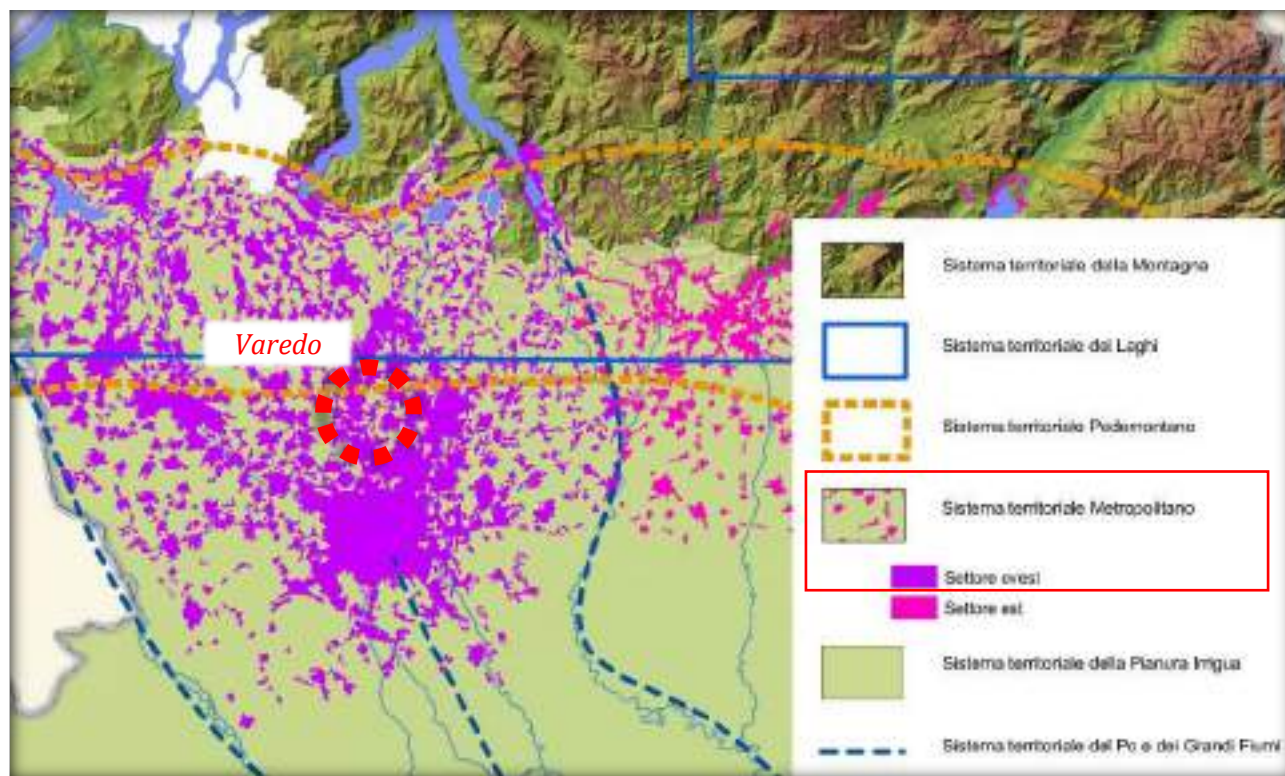 Varedo
Sistema territoriale della Montagna
Sistema territoriale dei Laghi
Sistema territoriale Pedemontano
Sistema territoriale Metropolitano
Settore ovest
Settore est
Sistema territoriale della Pianura Irrigua
Sistema territoriale del Po e dei Grandi Fiumi